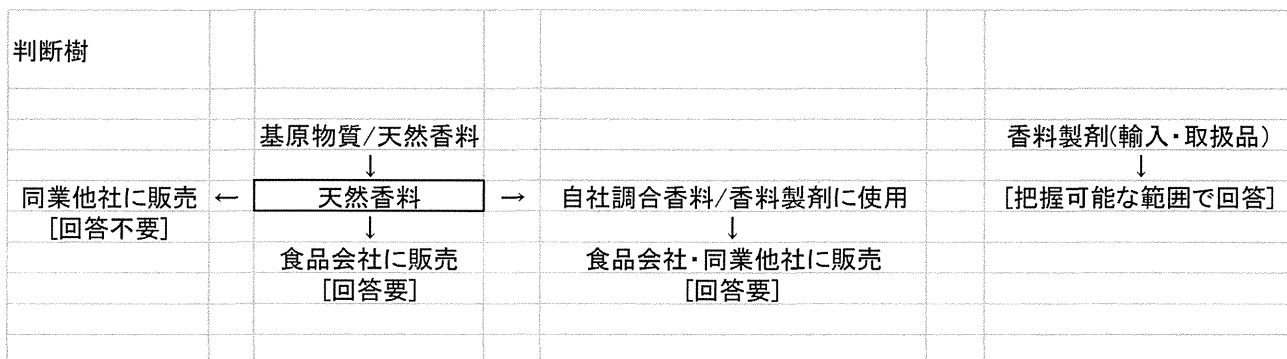 判断樹
基原物質/天然香料
香料製剤(輸入・取扱品)
↓
↓
同業他社に販売 ← 天然香料 → 自社調合香料/香料製剤に使用 [把握可能な範囲で回答]
[回答不要]
↓
↓
食品会社に販売
食品会社・同業他社に販売
[回答要]
[回答要]